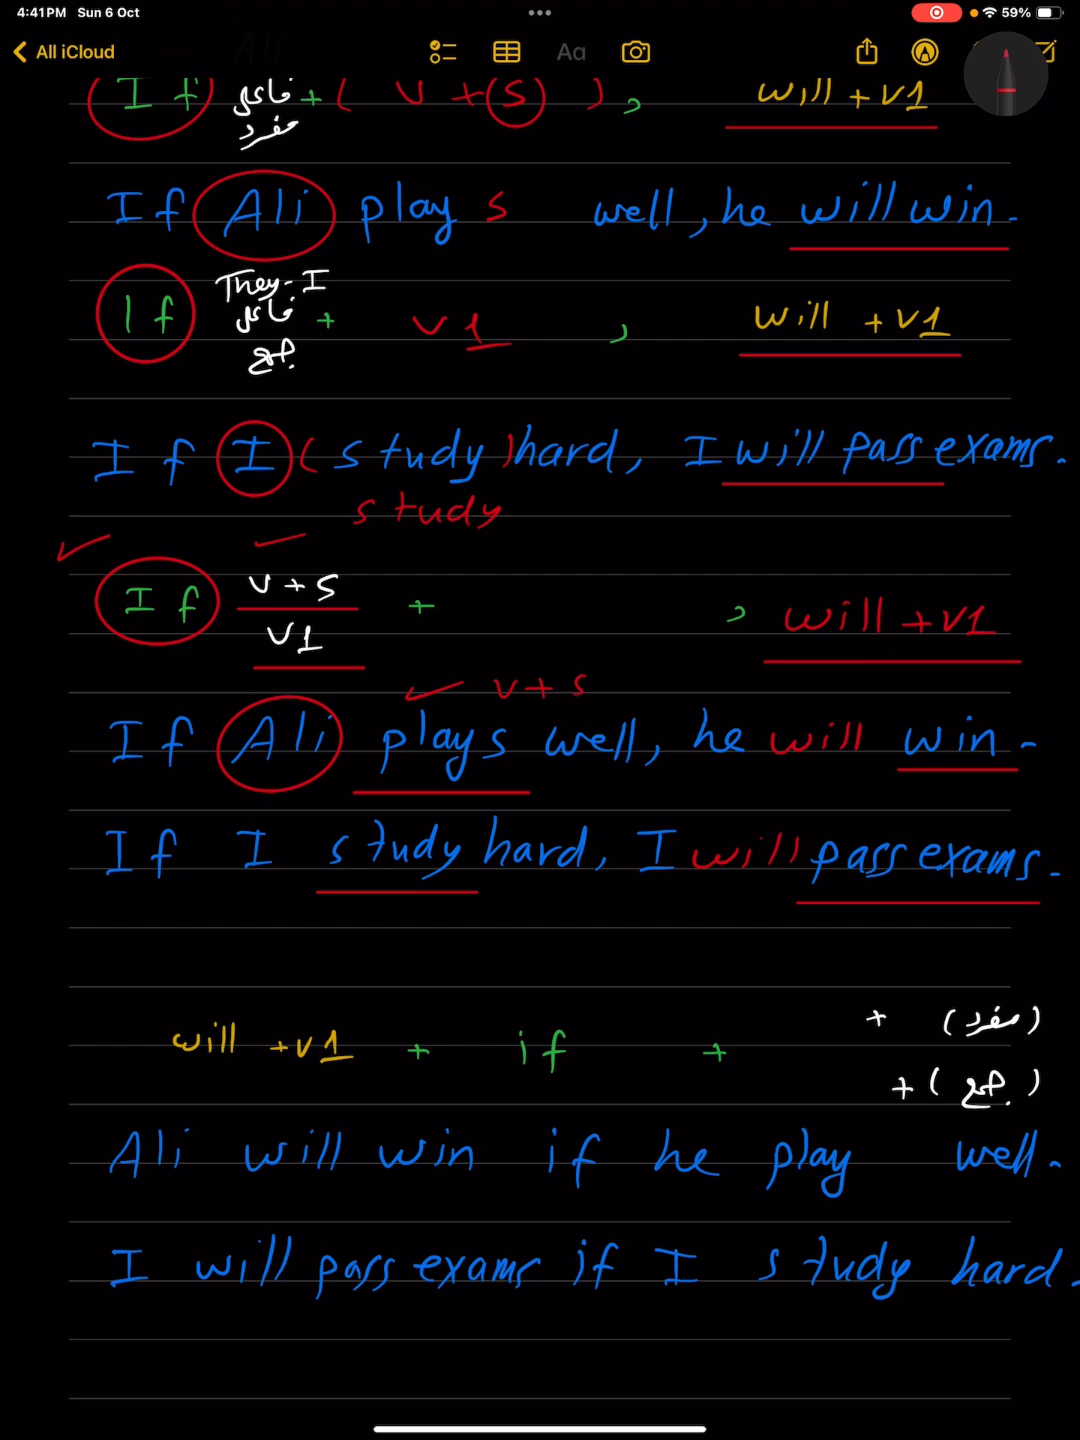 4:41 PM Sun 6 Oct 59%
All iCloud Aa
If فاعل مفرد + ( v + (s) ) , will + v1
If Ali play s well, he will win.
They - I
If فاعل جمع + v1 , will + v1
If I ( study ) hard, I will pass exams.
study
If v + s + , will + v1
v1
v + s
If Ali plays well, he will win.
If I study hard, I will pass exams.
will + v1 + if + + (مفرد)
+ (جمع)
Ali will win if he play well.
I will pass exams if I study hard.